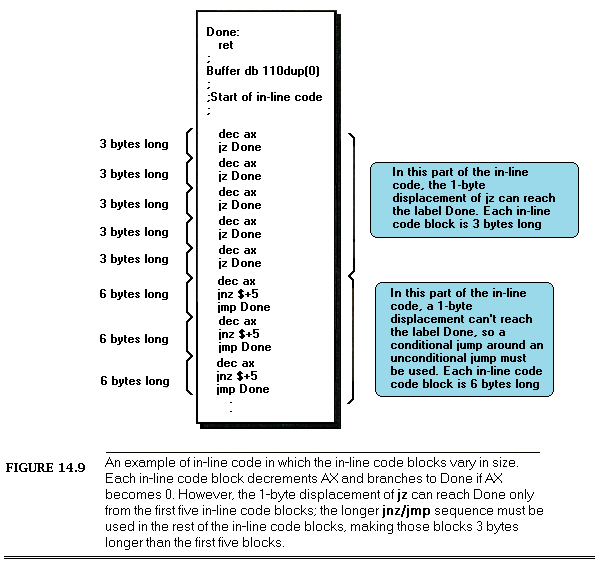 Done:
ret
;
Buffer db 110dup(0)
;
;Start of in-line code
;
dec ax
jz Done
dec ax
jz Done
dec ax
jz Done
dec ax
jz Done
dec ax
jz Done
dec ax
jnz $+5
jmp Done
dec ax
jnz $+5
jmp Done
dec ax
jnz $+5
jmp Done
:
3 bytes long
3 bytes long
3 bytes long
3 bytes long
3 bytes long
6 bytes long
6 bytes long
6 bytes long
In this part of the in-line
code, the 1-byte
displacement of jz can reach
the label Done. Each in-line
code block is 3 bytes long
In this part of the in-line
code, a 1-byte
displacement can't reach
the label Done, so a
conditional jump around an
unconditional jump must
be used. Each in-line code
code block is 6 bytes long
FIGURE 14.9
An example of in-line code in which the in-line code blocks vary in size.
Each in-line code block decrements AX and branches to Done if AX
becomes 0. However, the 1-byte displacement of jz can reach Done only
from the first five in-line code blocks; the longer jnz/jmp sequence must be
used in the rest of the in-line code blocks, making those blocks 3 bytes
longer than the first five blocks.